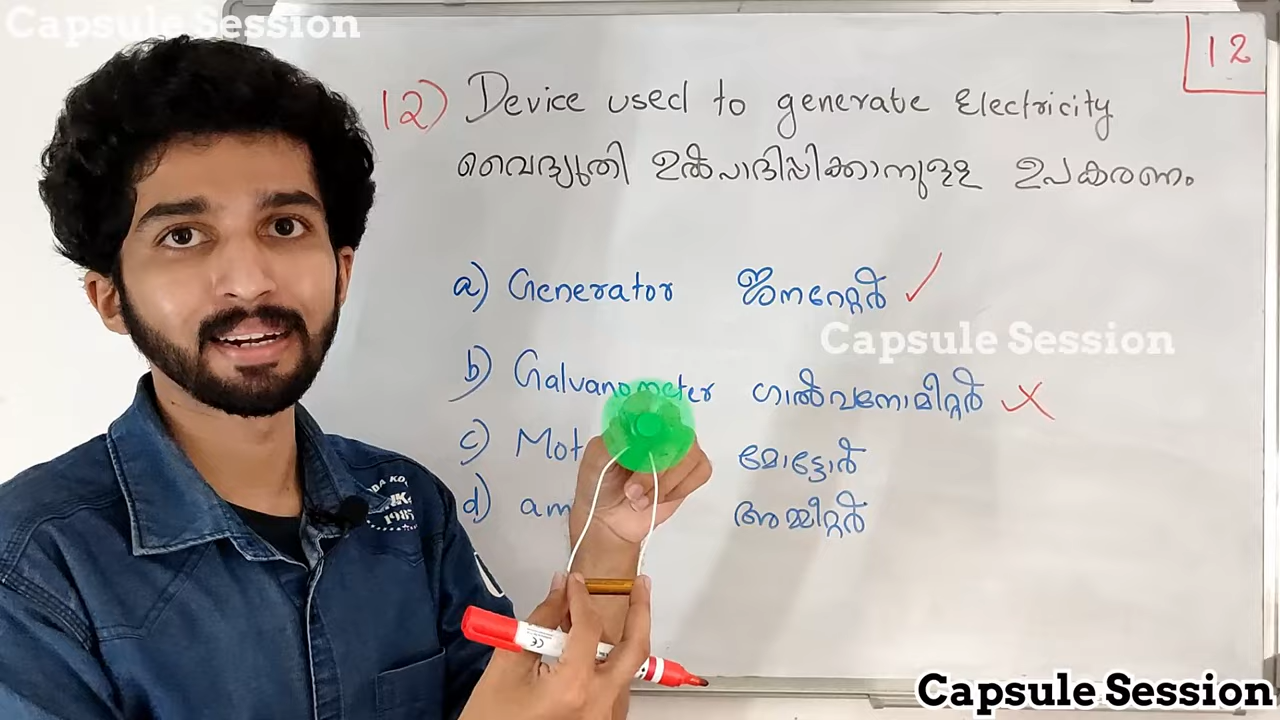 Capsule Session
12
12) Device used to generate Electricity
വൈദ്യുതി ഉൽപാദിപ്പിക്കാനുള്ള ഉപകരണം
a) Generator ജനറേറ്റർ ✓
Capsule Session
b) Galvanometer ഗാൽവനോമീറ്റർ ✗
c) Mot മോട്ടോർ
d) am അമ്മീറ്റർ
1985
Capsule Session